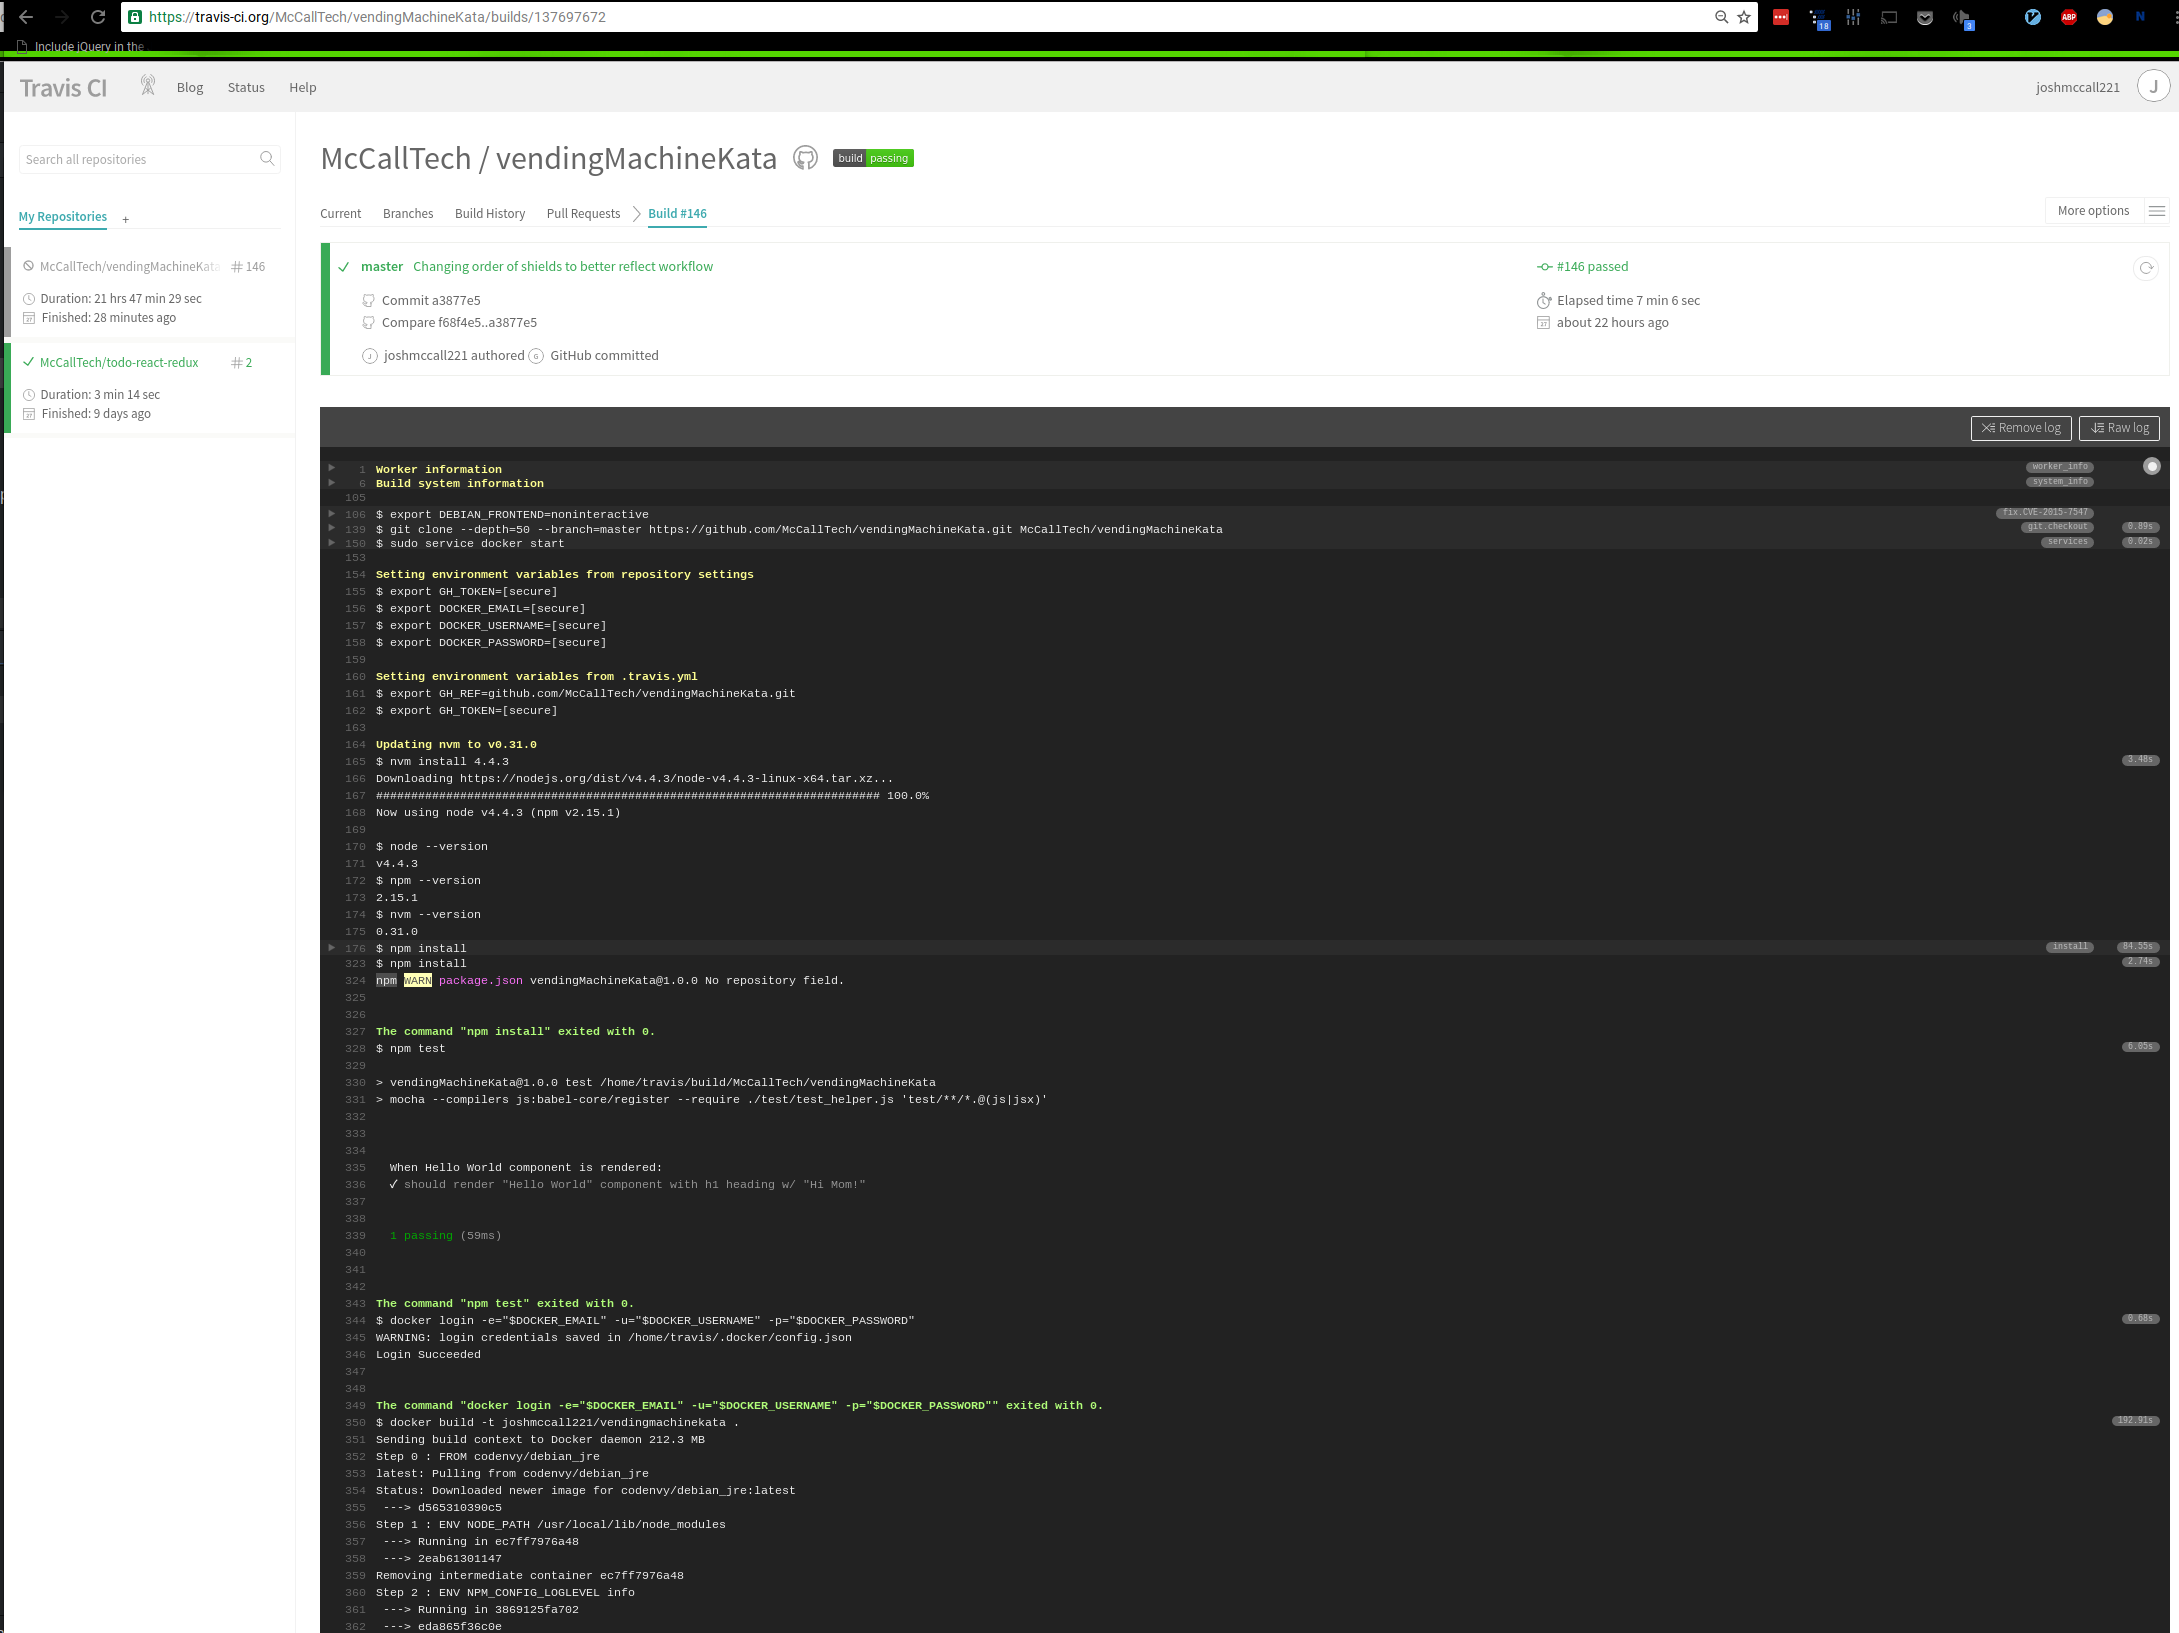 https://travis-ci.org/McCallTech/vendingMachineKata/builds/137697672
Include jQuery in the
Travis CI Blog Status Help joshmccall221 J
Search all repositories
My Repositories +
McCallTech/vendingMachineKata # 146
Duration: 21 hrs 47 min 29 sec
Finished: 28 minutes ago
McCallTech/todo-react-redux # 2
Duration: 3 min 14 sec
Finished: 9 days ago
McCallTech / vendingMachineKata build passing
Current Branches Build History Pull Requests Build #146 More options
master Changing order of shields to better reflect workflow #146 passed
Commit a3877e5 Elapsed time 7 min 6 sec
Compare f68f4e5..a3877e5 about 22 hours ago
joshmccall221 authored GitHub committed
Remove log Raw log
1 Worker information worker_info
6 Build system information system_info
105
106 $ export DEBIAN_FRONTEND=noninteractive fix.CVE-2015-7547
139 $ git clone --depth=50 --branch=master https://github.com/McCallTech/vendingMachineKata.git McCallTech/vendingMachineKata git.checkout 0.89s
150 $ sudo service docker start services 0.02s
153
154 Setting environment variables from repository settings
155 $ export GH_TOKEN=[secure]
156 $ export DOCKER_EMAIL=[secure]
157 $ export DOCKER_USERNAME=[secure]
158 $ export DOCKER_PASSWORD=[secure]
159
160 Setting environment variables from .travis.yml
161 $ export GH_REF=github.com/McCallTech/vendingMachineKata.git
162 $ export GH_TOKEN=[secure]
163
164 Updating nvm to v0.31.0
165 $ nvm install 4.4.3 3.48s
166 Downloading https://nodejs.org/dist/v4.4.3/node-v4.4.3-linux-x64.tar.xz...
167 ######################################################################## 100.0%
168 Now using node v4.4.3 (npm v2.15.1)
169
170 $ node --version
171 v4.4.3
172 $ npm --version
173 2.15.1
174 $ nvm --version
175 0.31.0
176 $ npm install install 84.55s
323 $ npm install 2.74s
324 npm WARN package.json vendingMachineKata@1.0.0 No repository field.
325
326
327 The command "npm install" exited with 0.
328 $ npm test 6.05s
329
330 > vendingMachineKata@1.0.0 test /home/travis/build/McCallTech/vendingMachineKata
331 > mocha --compilers js:babel-core/register --require ./test/test_helper.js 'test/**/*.@(js|jsx)'
332
333
334
335 When Hello World component is rendered:
336 ✓ should render "Hello World" component with h1 heading w/ "Hi Mom!"
337
338
339 1 passing (59ms)
340
341
342
343 The command "npm test" exited with 0.
344 $ docker login -e="$DOCKER_EMAIL" -u="$DOCKER_USERNAME" -p="$DOCKER_PASSWORD" 0.68s
345 WARNING: login credentials saved in /home/travis/.docker/config.json
346 Login Succeeded
347
348
349 The command "docker login -e="$DOCKER_EMAIL" -u="$DOCKER_USERNAME" -p="$DOCKER_PASSWORD"" exited with 0.
350 $ docker build -t joshmccall221/vendingmachinekata . 192.91s
351 Sending build context to Docker daemon 212.3 MB
352 Step 0 : FROM codenvy/debian_jre
353 latest: Pulling from codenvy/debian_jre
354 Status: Downloaded newer image for codenvy/debian_jre:latest
355 ---> d565310390c5
356 Step 1 : ENV NODE_PATH /usr/local/lib/node_modules
357 ---> Running in ec7ff7976a48
358 ---> 2eab61301147
359 Removing intermediate container ec7ff7976a48
360 Step 2 : ENV NPM_CONFIG_LOGLEVEL info
361 ---> Running in 3869125fa702
362 ---> eda865f36c0e